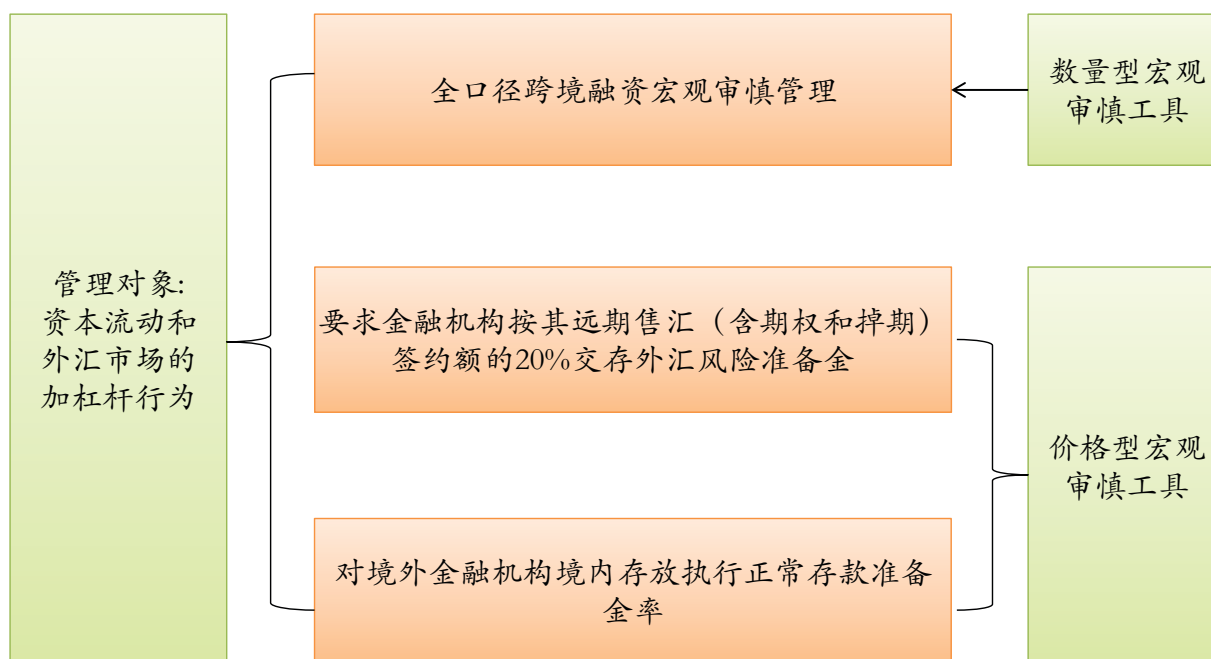 管理对象:
资本流动和
外汇市场的
加杠杆行为
全口径跨境融资宏观审慎管理
数量型宏观
审慎工具
要求金融机构按其远期售汇（含期权和掉期）
签约额的20%交存外汇风险准备金
对境外金融机构境内存放执行正常存款准备
金率
价格型宏观
审慎工具